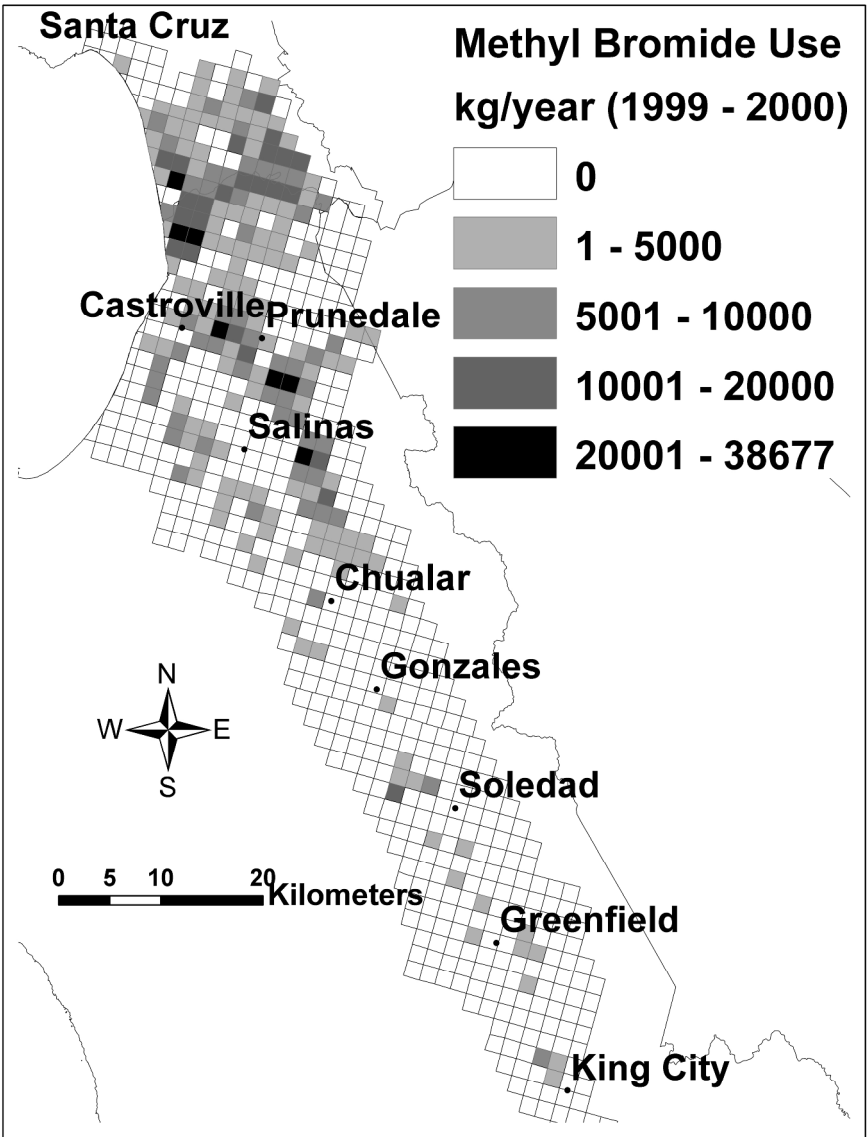 Santa Cruz
Methyl Bromide Use
kg/year (1999 - 2000)
0
1 - 5000
5001 - 10000
10001 - 20000
20001 - 38677
Castroville
Prunedale
Salinas
Chualar
Gonzales
N
W E
S
Soledad
0 5 10 20
Kilometers
Greenfield
King City